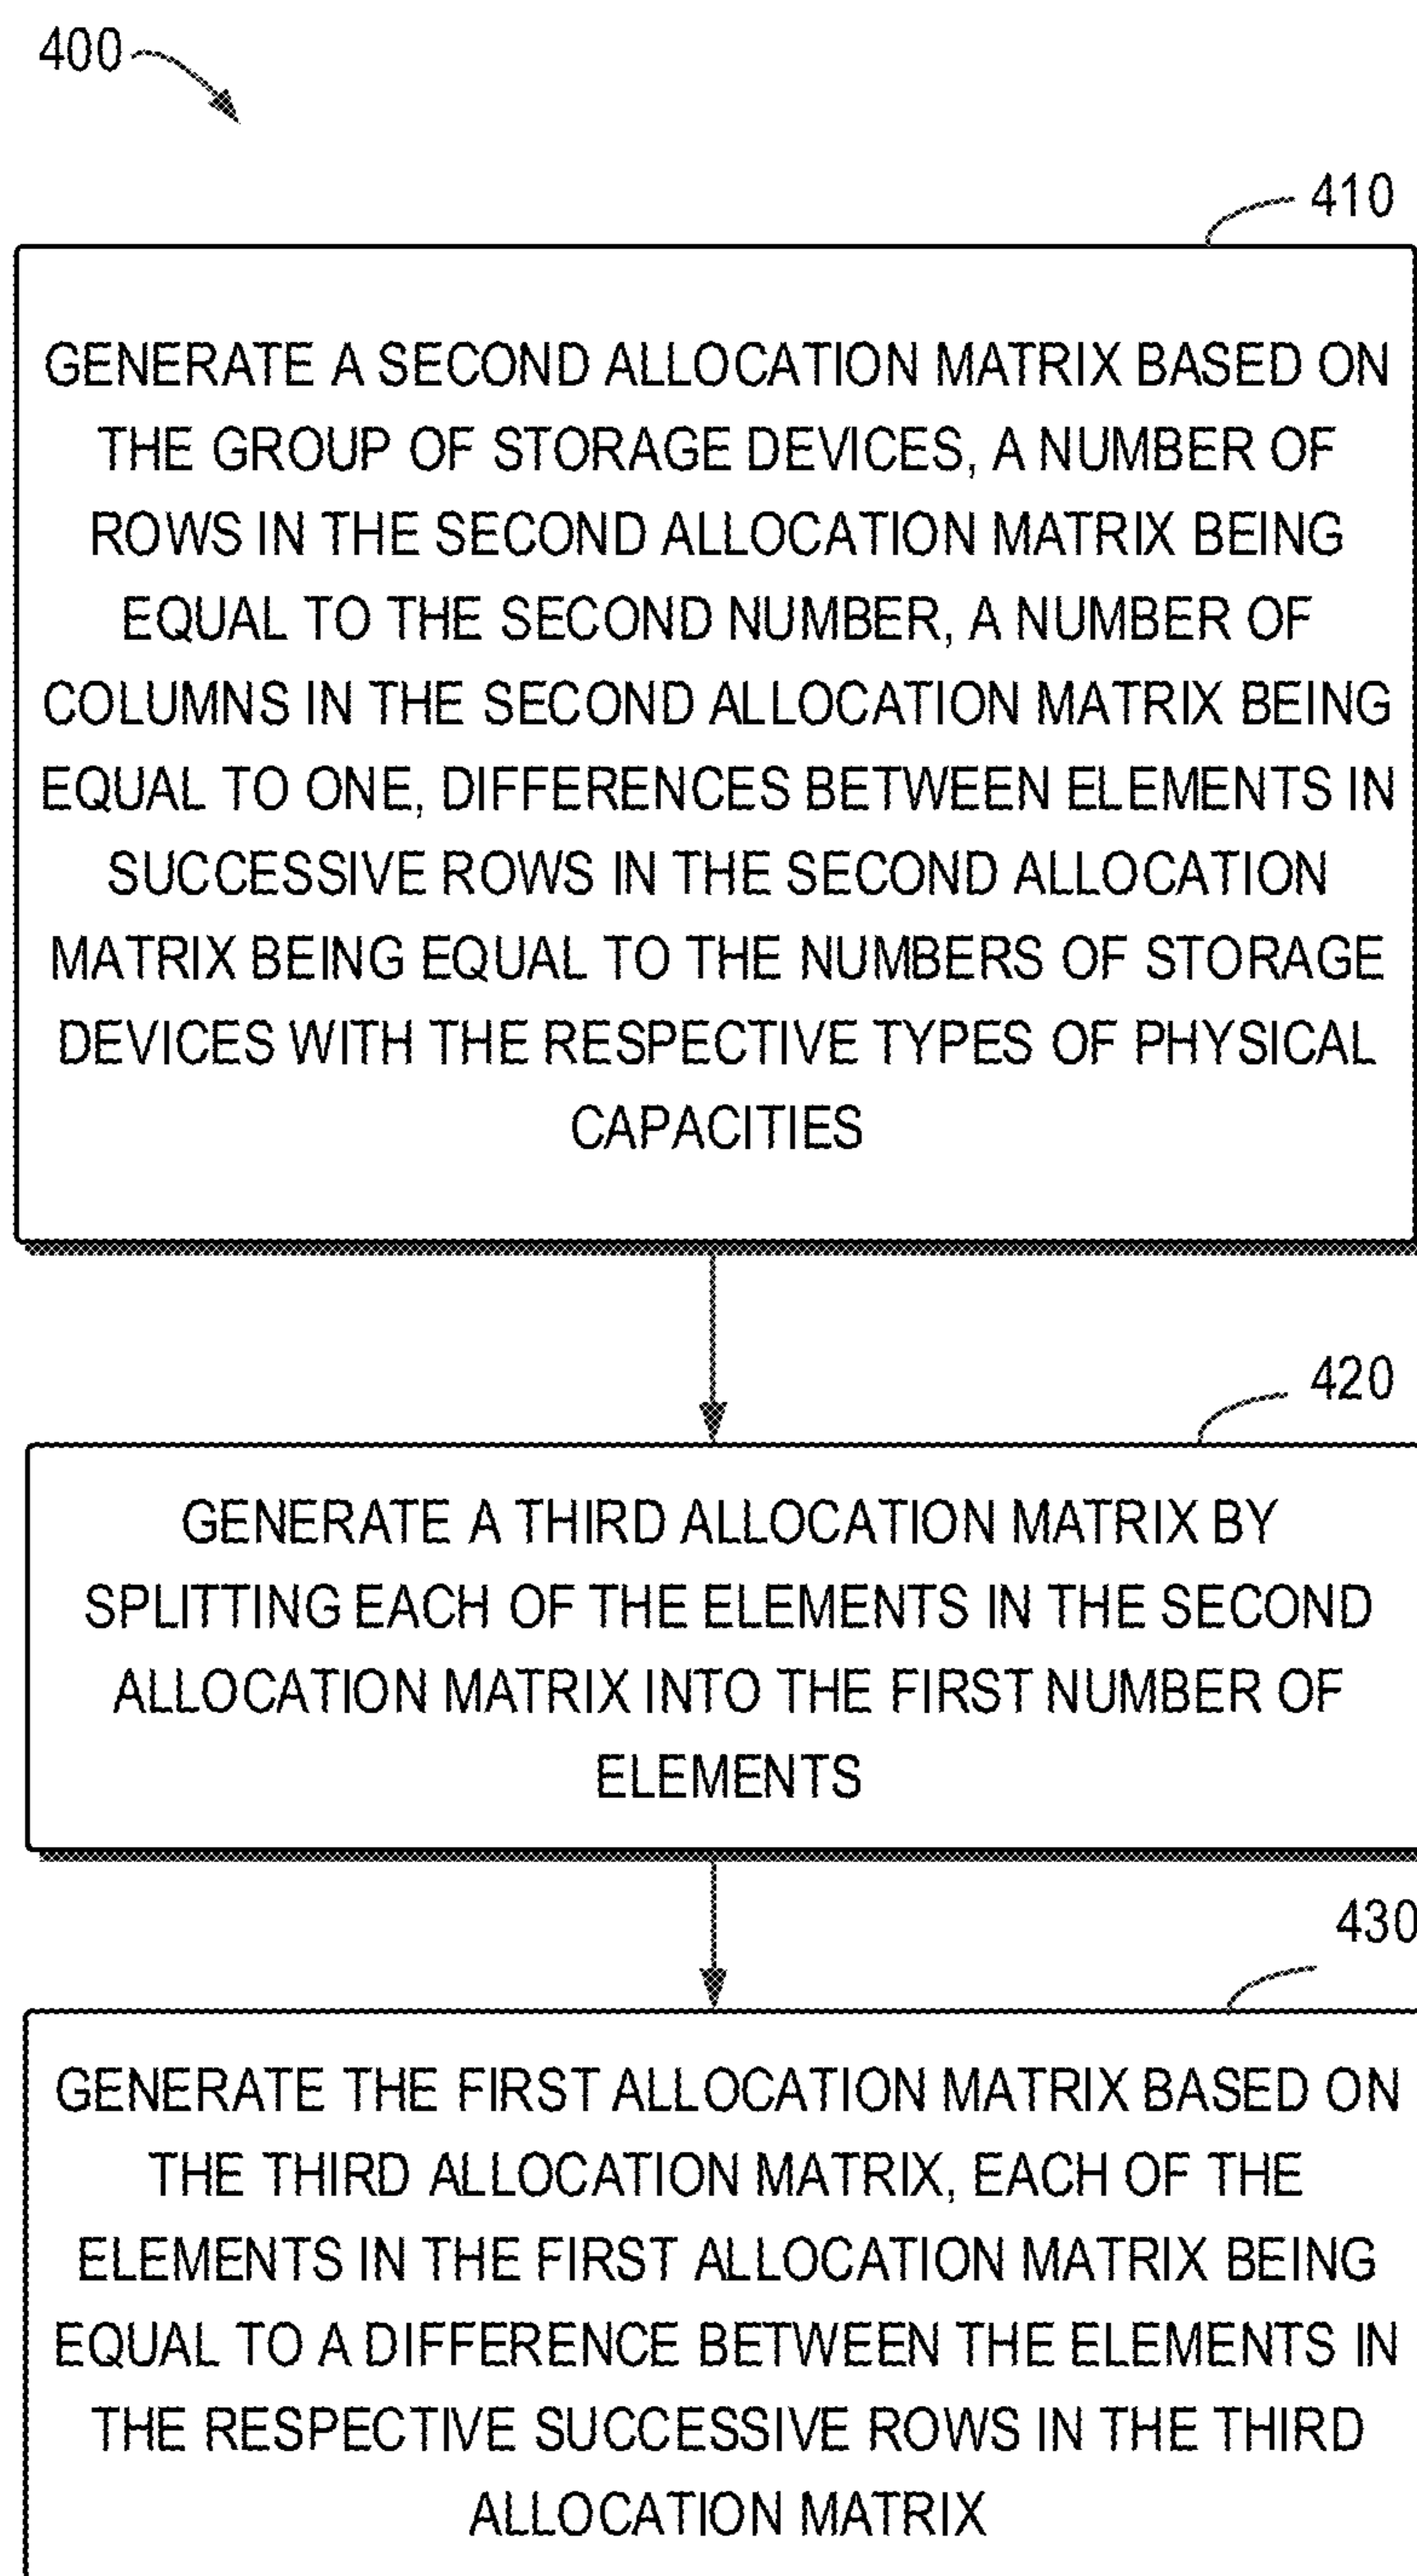 400
410
GENERATE A SECOND ALLOCATION MATRIX BASED ON
THE GROUP OF STORAGE DEVICES, A NUMBER OF
ROWS IN THE SECOND ALLOCATION MATRIX BEING
EQUAL TO THE SECOND NUMBER, A NUMBER OF
COLUMNS IN THE SECOND ALLOCATION MATRIX BEING
EQUAL TO ONE, DIFFERENCES BETWEEN ELEMENTS IN
SUCCESSIVE ROWS IN THE SECOND ALLOCATION
MATRIX BEING EQUAL TO THE NUMBERS OF STORAGE
DEVICES WITH THE RESPECTIVE TYPES OF PHYSICAL
CAPACITIES
420
GENERATE A THIRD ALLOCATION MATRIX BY
SPLITTING EACH OF THE ELEMENTS IN THE SECOND
ALLOCATION MATRIX INTO THE FIRST NUMBER OF
ELEMENTS
430
GENERATE THE FIRST ALLOCATION MATRIX BASED ON
THE THIRD ALLOCATION MATRIX, EACH OF THE
ELEMENTS IN THE FIRST ALLOCATION MATRIX BEING
EQUAL TO A DIFFERENCE BETWEEN THE ELEMENTS IN
THE RESPECTIVE SUCCESSIVE ROWS IN THE THIRD
ALLOCATION MATRIX